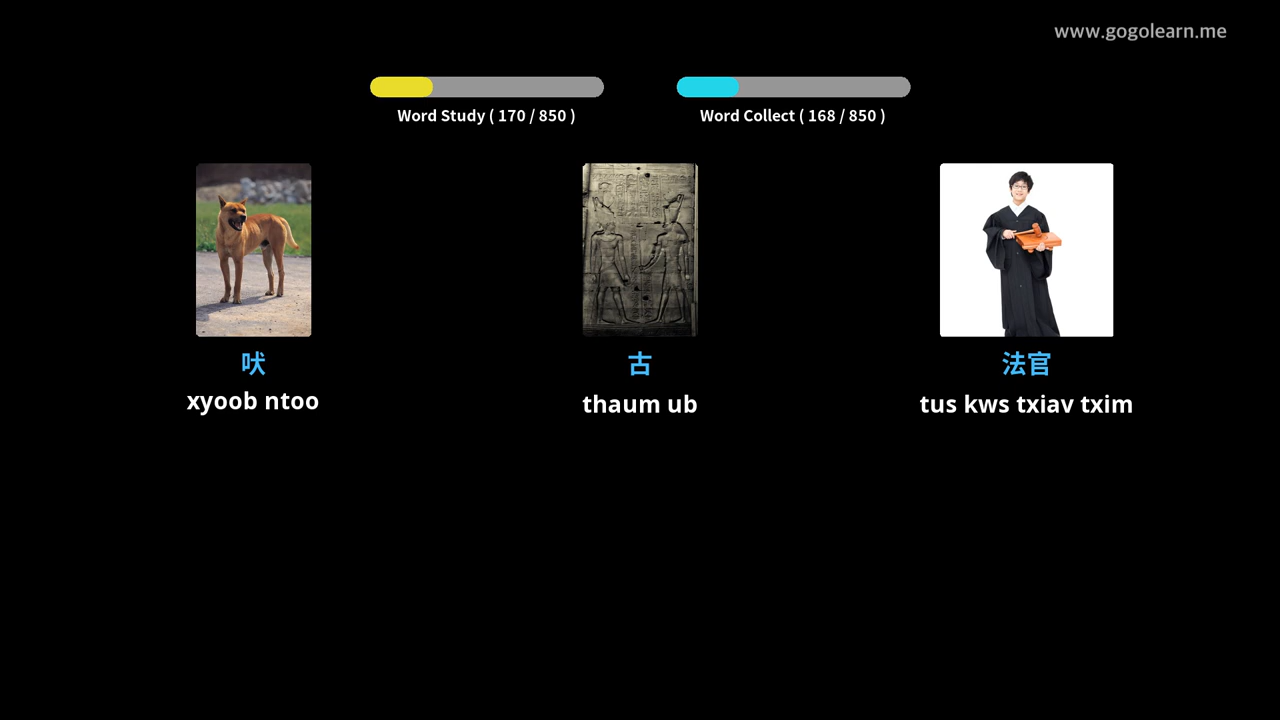 www.gogolearn.me
Word Study ( 170 / 850 )
Word Collect ( 168 / 850 )
吠
xyoob ntoo
古
thaum ub
法官
tus kws txiav txim